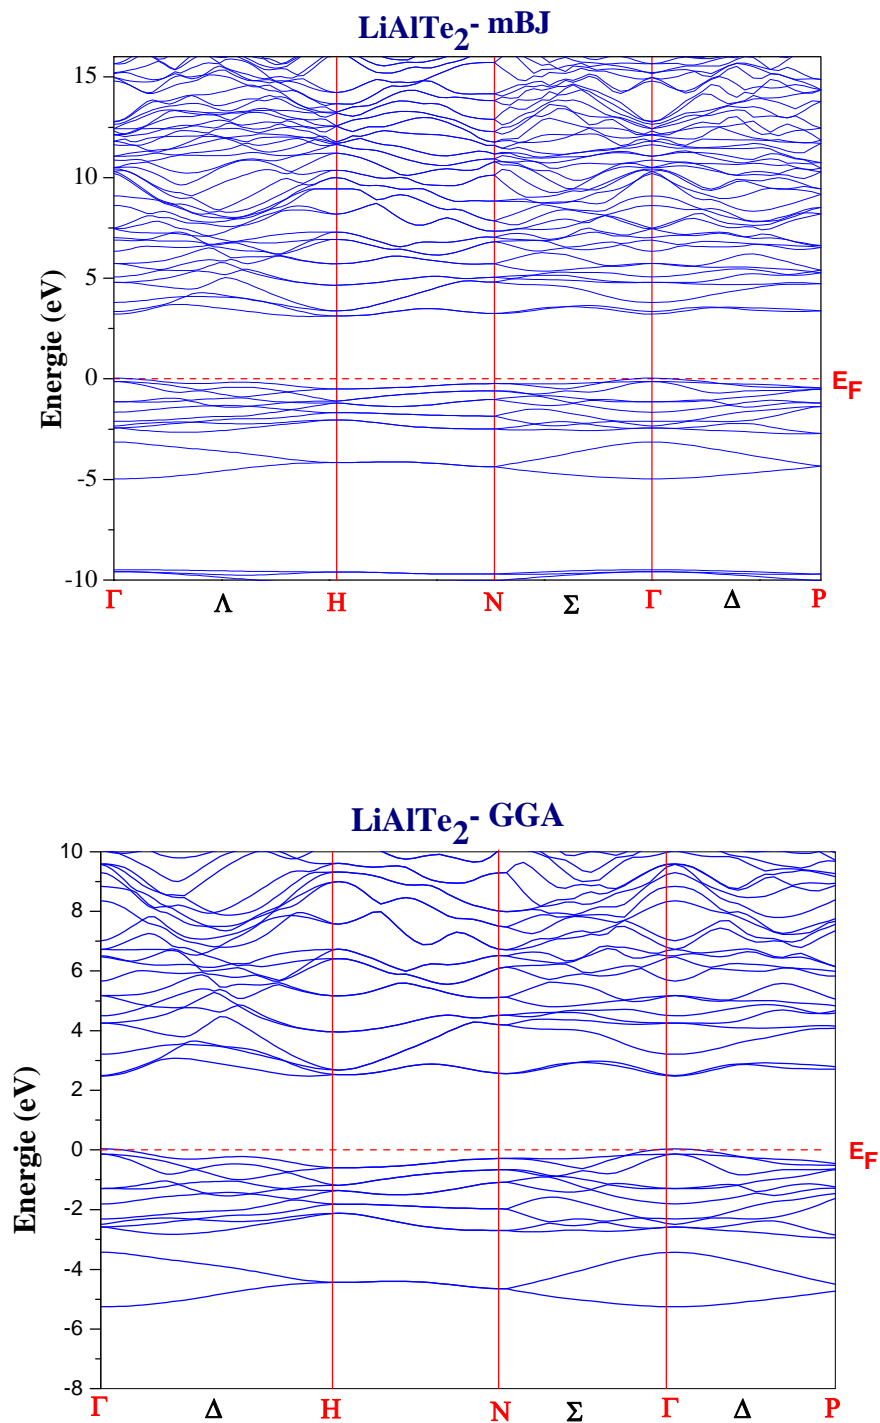 LiAlTe2- mBJ
15
10
5
0
-5
-10
Energie (eV)
EF
Γ Λ H N Σ Γ Δ P
LiAlTe2- GGA
10
8
6
4
2
0
-2
-4
-6
-8
Energie (eV)
EF
Γ Δ H N Σ Γ Δ P